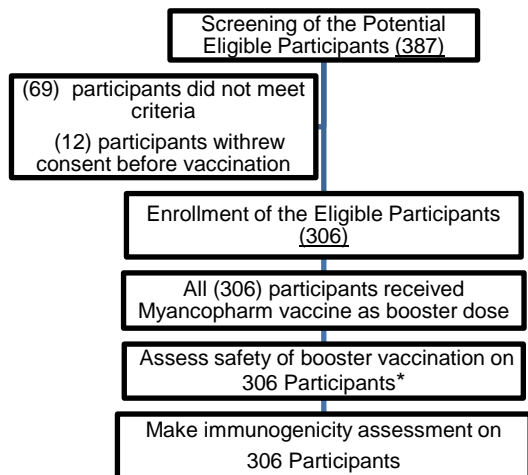 Screening of the Potential
Eligible Participants (387)
(69) participants did not meet
criteria
(12) participants withrew
consent before vaccination
Enrollment of the Eligible Participants
(306)
All (306) participants received
Myancopharm vaccine as booster dose
Assess safety of booster vaccination on
306 Participants*
Make immunogenicity assessment on
306 Participants